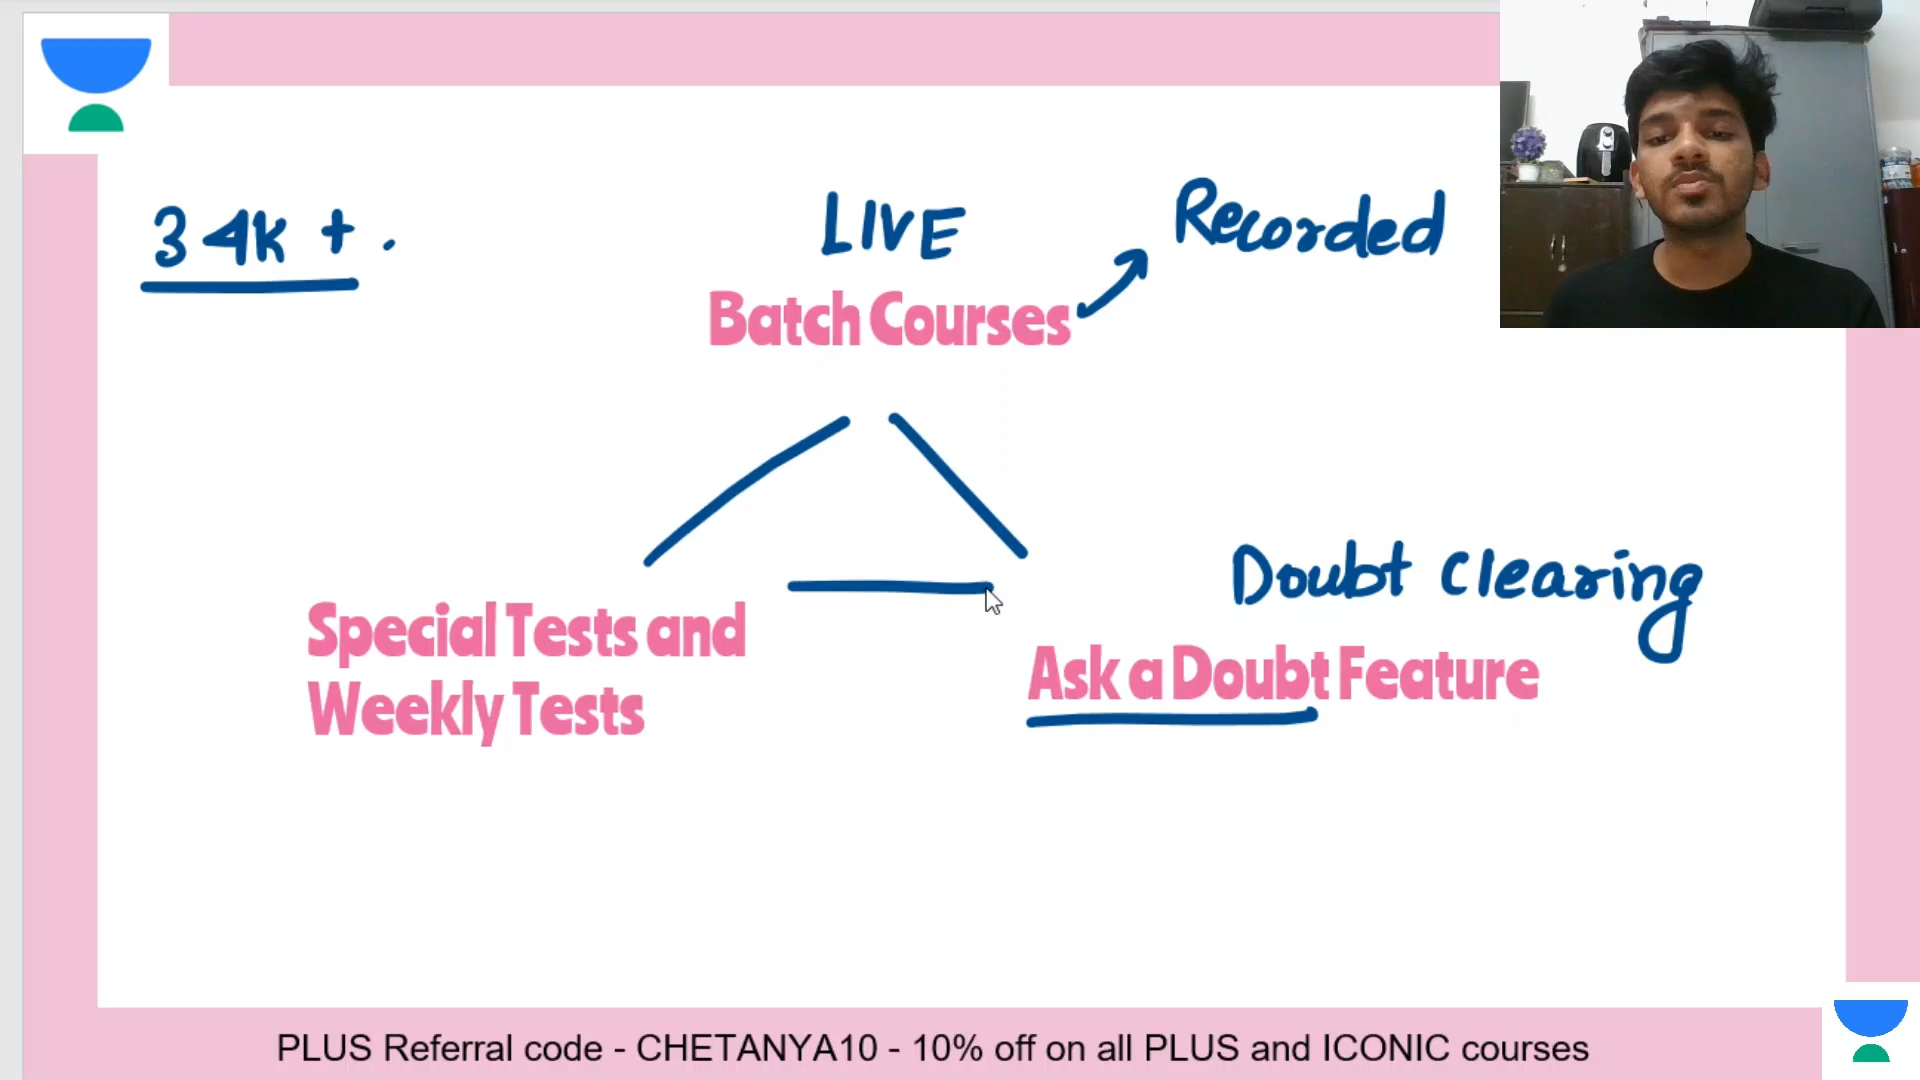 34K +.
LIVE
Recorded
Batch Courses
Doubt Clearing
Special Tests and
Weekly Tests
Ask a Doubt Feature
PLUS Referral code - CHETANYA10 - 10% off on all PLUS and ICONIC courses